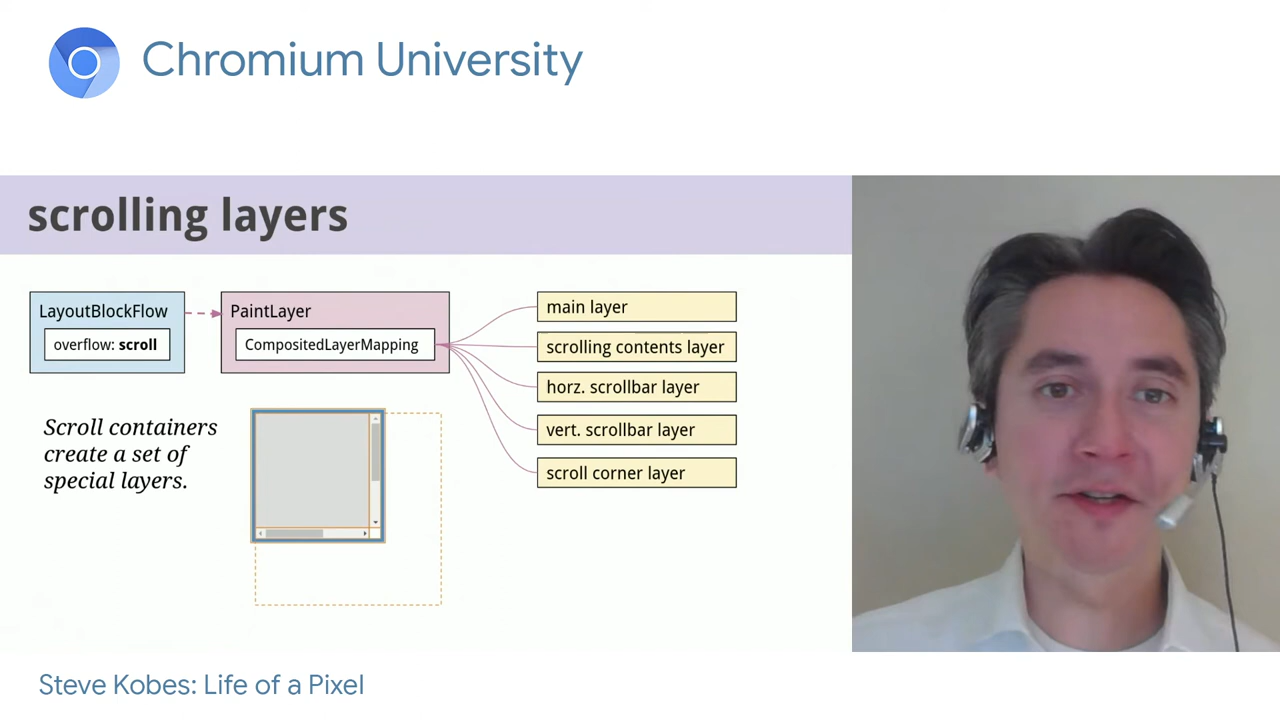 Chromium University
scrolling layers
LayoutBlockFlow
overflow: scroll
PaintLayer
CompositedLayerMapping
main layer
scrolling contents layer
horz. scrollbar layer
vert. scrollbar layer
scroll corner layer
Scroll containers
create a set of
special layers.
Steve Kobes: Life of a Pixel